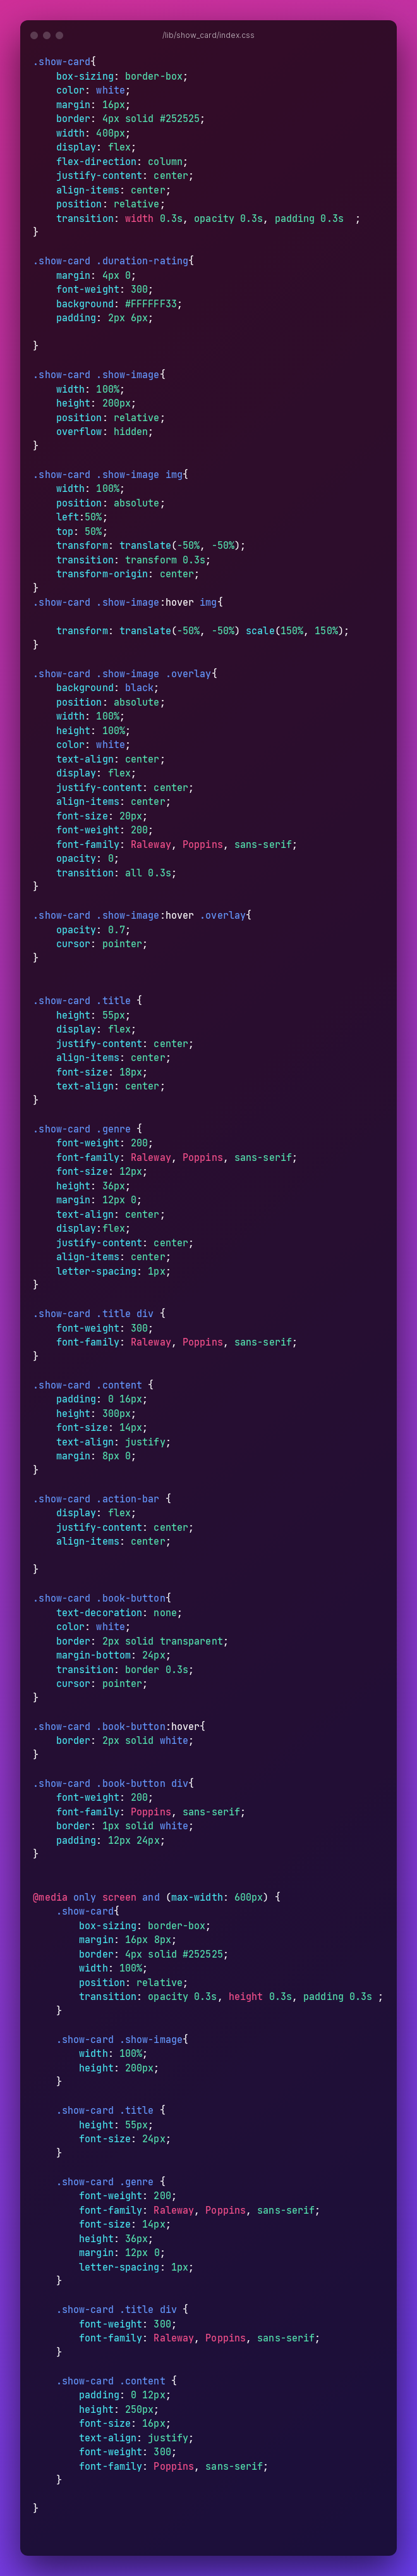 /lib/show_card/index.css
.show-card{
    box-sizing: border-box;
    color: white;
    margin: 16px;
    border: 4px solid #252525;
    width: 400px;
    display: flex;
    flex-direction: column;
    justify-content: center;
    align-items: center;
    position: relative;
    transition: width 0.3s, opacity 0.3s, padding 0.3s  ;
}

.show-card .duration-rating{
    margin: 4px 0;
    font-weight: 300;
    background: #FFFFFF33;
    padding: 2px 6px;

}

.show-card .show-image{
    width: 100%;
    height: 200px;
    position: relative;
    overflow: hidden;
}

.show-card .show-image img{
    width: 100%;
    position: absolute;
    left:50%;
    top: 50%;
    transform: translate(-50%, -50%);
    transition: transform 0.3s;
    transform-origin: center;
}
.show-card .show-image:hover img{

    transform: translate(-50%, -50%) scale(150%, 150%);
}

.show-card .show-image .overlay{
    background: black;
    position: absolute;
    width: 100%;
    height: 100%;
    color: white;
    text-align: center;
    display: flex;
    justify-content: center;
    align-items: center;
    font-size: 20px;
    font-weight: 200;
    font-family: Raleway, Poppins, sans-serif;
    opacity: 0;
    transition: all 0.3s;
}

.show-card .show-image:hover .overlay{
    opacity: 0.7;
    cursor: pointer;
}


.show-card .title {
    height: 55px;
    display: flex;
    justify-content: center;
    align-items: center;
    font-size: 18px;
    text-align: center;
}

.show-card .genre {
    font-weight: 200;
    font-family: Raleway, Poppins, sans-serif;
    font-size: 12px;
    height: 36px;
    margin: 12px 0;
    text-align: center;
    display:flex;
    justify-content: center;
    align-items: center;
    letter-spacing: 1px;
}

.show-card .title div {
    font-weight: 300;
    font-family: Raleway, Poppins, sans-serif;
}

.show-card .content {
    padding: 0 16px;
    height: 300px;
    font-size: 14px;
    text-align: justify;
    margin: 8px 0;
}

.show-card .action-bar {
    display: flex;
    justify-content: center;
    align-items: center;

}

.show-card .book-button{
    text-decoration: none;
    color: white;
    border: 2px solid transparent;
    margin-bottom: 24px;
    transition: border 0.3s;
    cursor: pointer;
}

.show-card .book-button:hover{
    border: 2px solid white;
}

.show-card .book-button div{
    font-weight: 200;
    font-family: Poppins, sans-serif;
    border: 1px solid white;
    padding: 12px 24px;
}


@media only screen and (max-width: 600px) {
    .show-card{
        box-sizing: border-box;
        margin: 16px 8px;
        border: 4px solid #252525;
        width: 100%;
        position: relative;
        transition: opacity 0.3s, height 0.3s, padding 0.3s ;
    }

    .show-card .show-image{
        width: 100%;
        height: 200px;
    }

    .show-card .title {
        height: 55px;
        font-size: 24px;
    }

    .show-card .genre {
        font-weight: 200;
        font-family: Raleway, Poppins, sans-serif;
        font-size: 14px;
        height: 36px;
        margin: 12px 0;
        letter-spacing: 1px;
    }

    .show-card .title div {
        font-weight: 300;
        font-family: Raleway, Poppins, sans-serif;
    }

    .show-card .content {
        padding: 0 12px;
        height: 250px;
        font-size: 16px;
        text-align: justify;
        font-weight: 300;
        font-family: Poppins, sans-serif;
    }

}